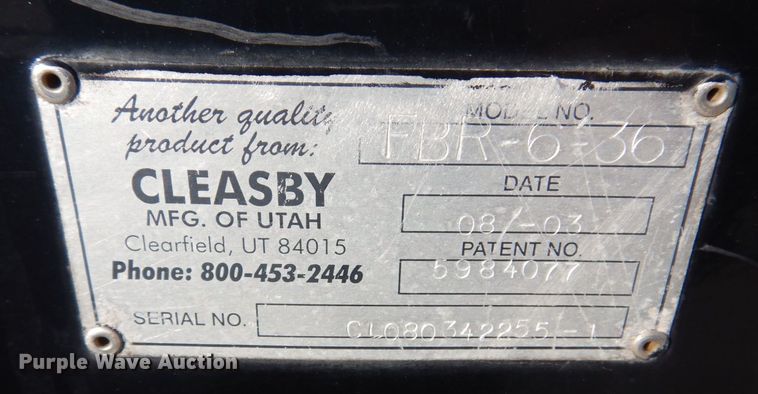 Another quality
product from:
CLEASBY
MFG. OF UTAH
Clearfield, UT 84015
Phone: 800-453-2446
MODEL NO.
FBR-6-36
DATE
08/-03
PATENT NO.
5984077
SERIAL NO.
CL080342255-1
Purple Wave Auction